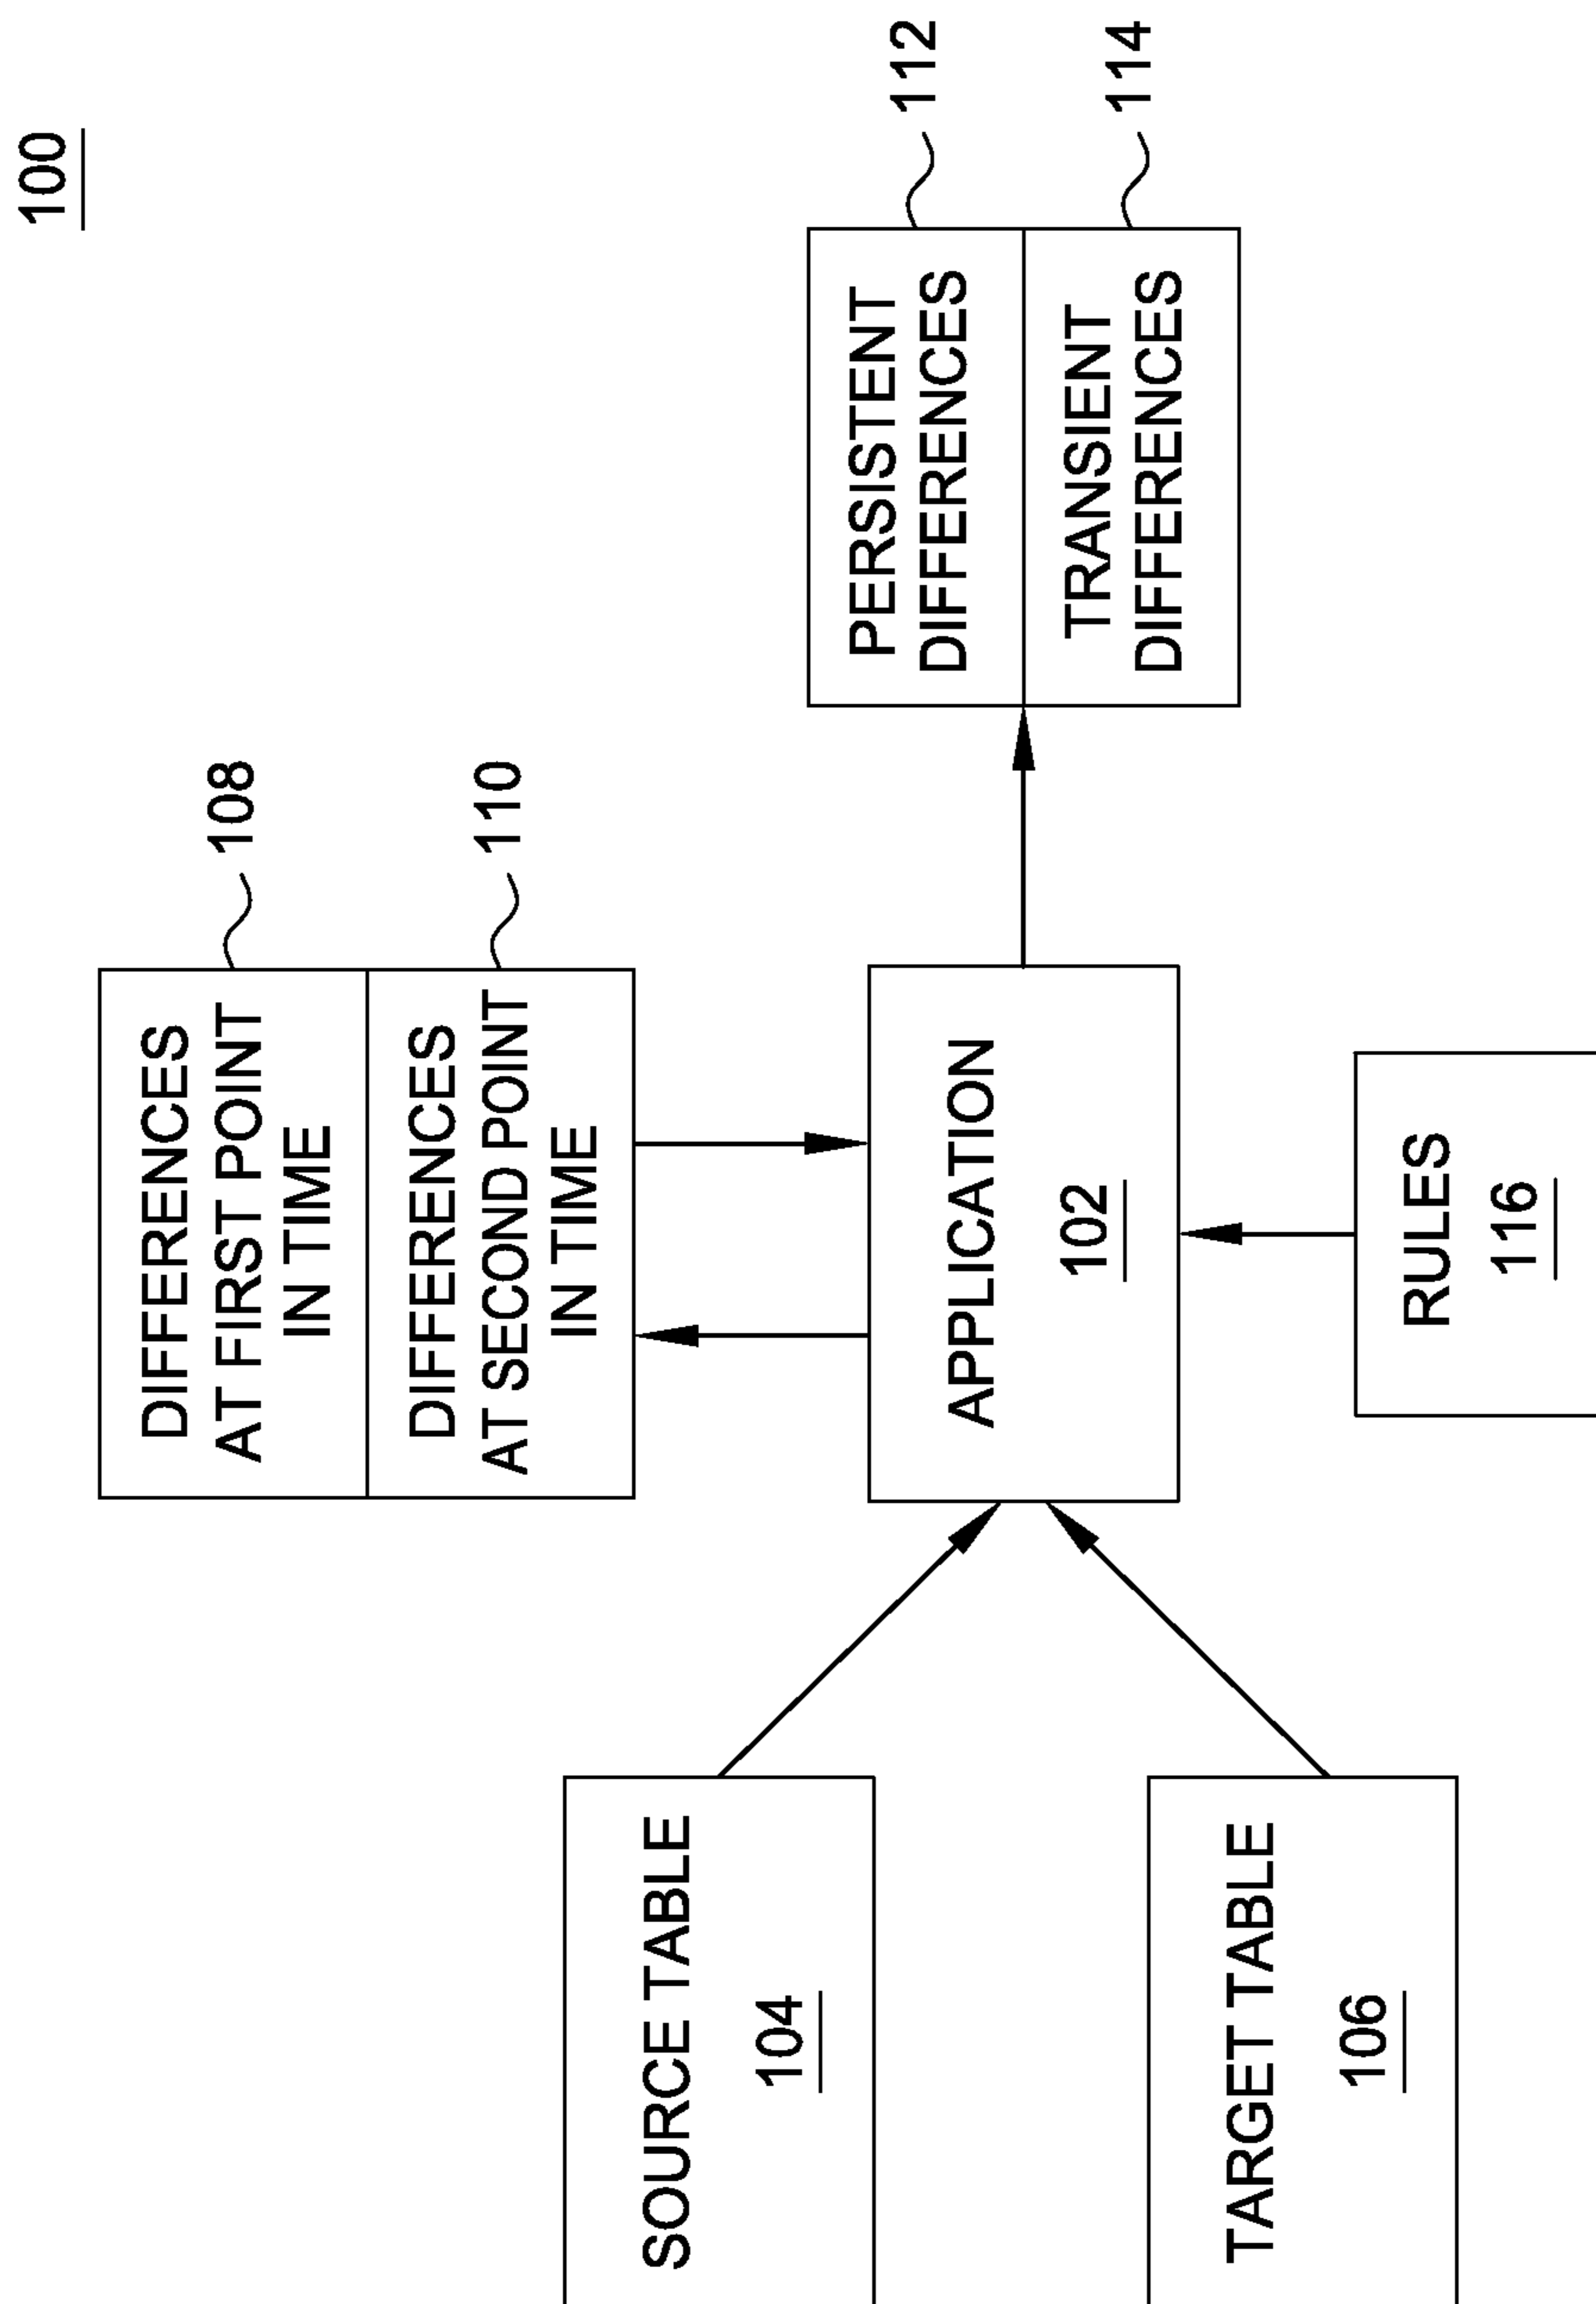 100
DIFFERENCES
AT FIRST POINT
IN TIME
108
DIFFERENCES
AT SECOND POINT
IN TIME
110
SOURCE TABLE
104
APPLICATION
102
PERSISTENT
DIFFERENCES
112
TRANSIENT
DIFFERENCES
114
TARGET TABLE
106
RULES
116